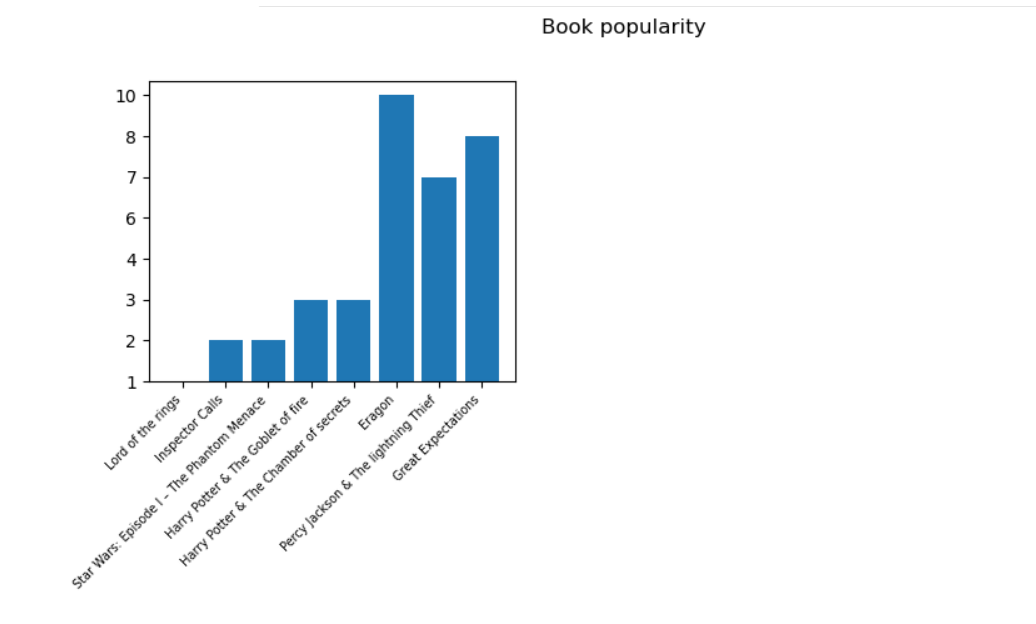 Book popularity
10
8
7
6
4
3
2
1
Lord of the rings
Inspector Calls
Star Wars: Episode I – The Phantom Menace
Harry Potter & The Goblet of fire
Harry Potter & The Chamber of secrets
Eragon
Percy Jackson & The lightning Thief
Great Expectations